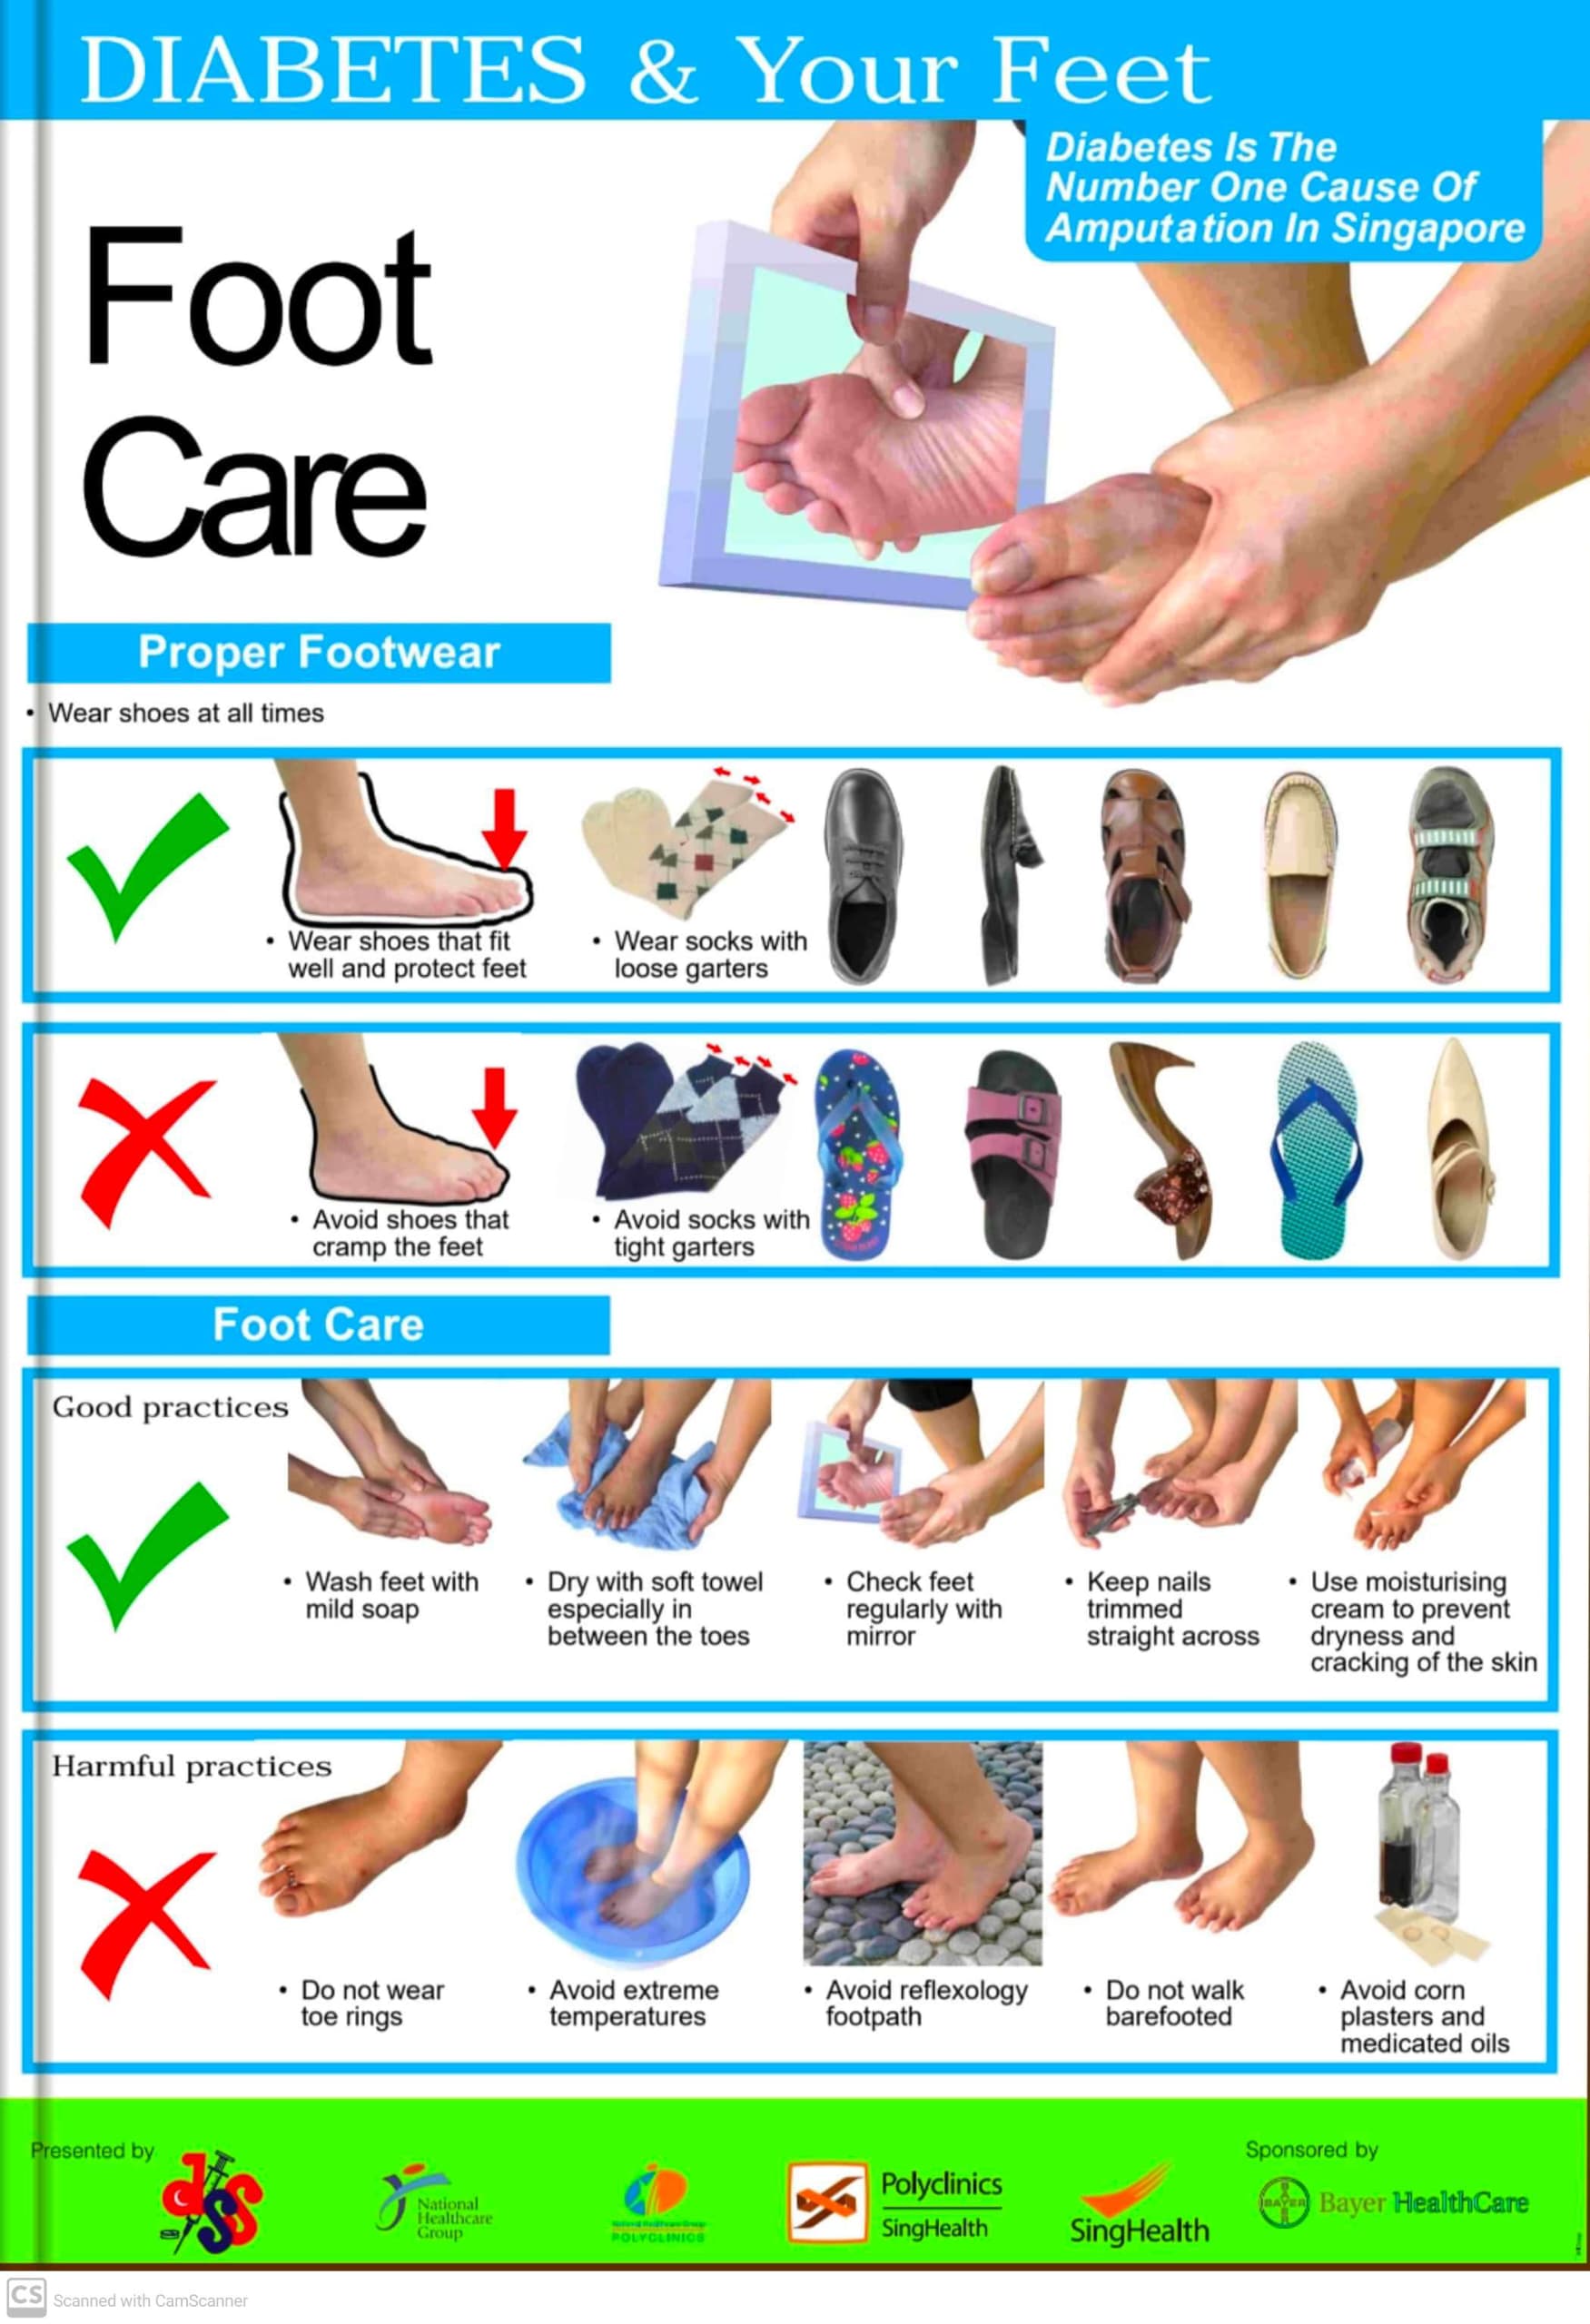 DIABETES & Your Feet
Diabetes Is The
Number One Cause Of
Amputation In Singapore
Foot
Care
Proper Footwear
• Wear shoes at all times
• Wear shoes that fit
well and protect feet
• Wear socks with
loose garters
• Avoid shoes that
cramp the feet
• Avoid socks with
tight garters
Foot Care
Good practices
• Wash feet with
mild soap
• Dry with soft towel
especially in
between the toes
• Check feet
regularly with
mirror
• Keep nails
trimmed
straight across
• Use moisturising
cream to prevent
dryness and
cracking of the skin
Harmful practices
• Do not wear
toe rings
• Avoid extreme
temperatures
• Avoid reflexology
footpath
• Do not walk
barefooted
• Avoid corn
plasters and
medicated oils
Presented by
dSS
National
Healthcare
Group
National Healthcare Group
POLYCLINICS
Polyclinics
SingHealth
SingHealth
Sponsored by
BAYER
Bayer HealthCare
CS Scanned with CamScanner